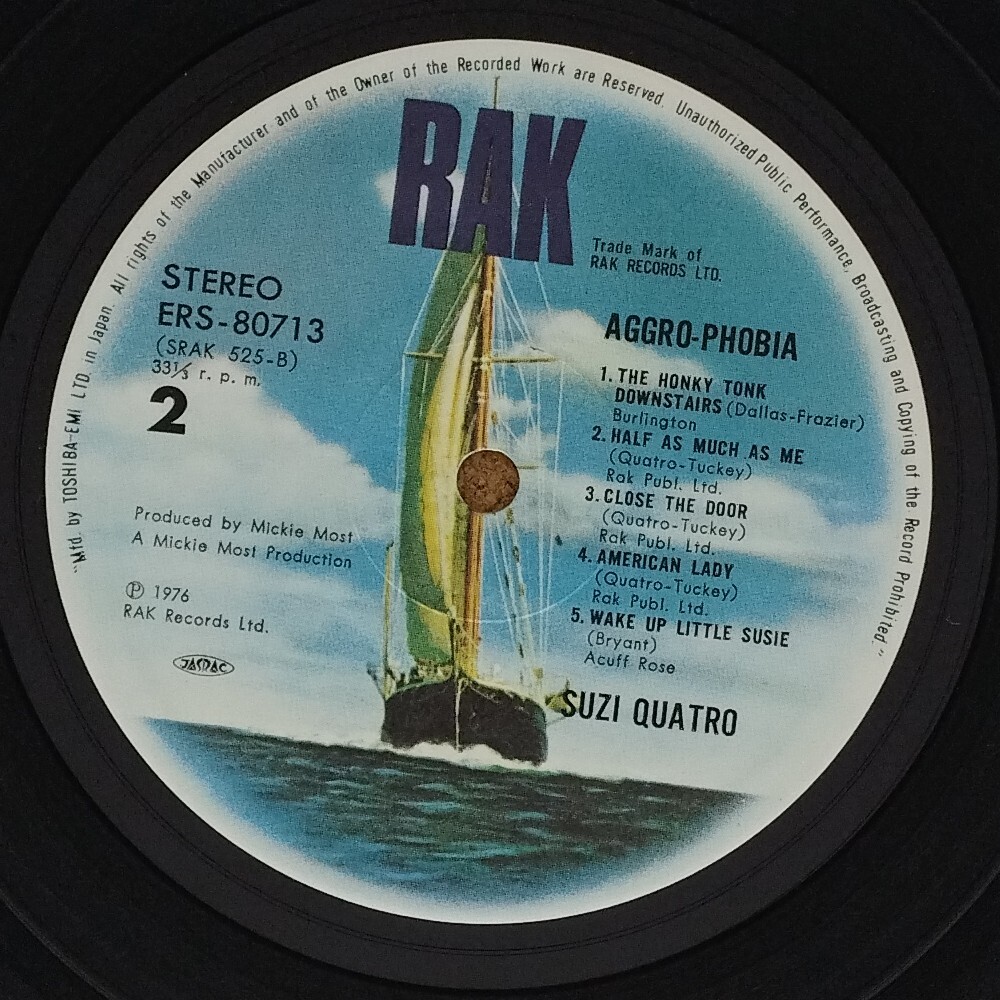 "Mfd. by TOSHIBA-EMI LTD. in Japan. All rights of the Manufacturer and of the Owner of the Recorded Work are Reserved. Unauthorized Public Performance, Broadcasting and Copying of the Record Prohibited."
RAK
Trade Mark of
RAK RECORDS LTD.
STEREO
ERS-80713
(SRAK 525-B)
33⅓ r. p. m.
2
Produced by Mickie Most
A Mickie Most Production
Ⓟ 1976
RAK Records Ltd.
JASRAC
AGGRO-PHOBIA
1. THE HONKY TONK
DOWNSTAIRS (Dallas-Frazier)
Burlington
2. HALF AS MUCH AS ME
(Quatro-Tuckey)
Rak Publ. Ltd.
3. CLOSE THE DOOR
(Quatro-Tuckey)
Rak Publ. Ltd.
4. AMERICAN LADY
(Quatro-Tuckey)
Rak Publ. Ltd.
5. WAKE UP LITTLE SUSIE
(Bryant)
Acuff Rose
SUZI QUATRO